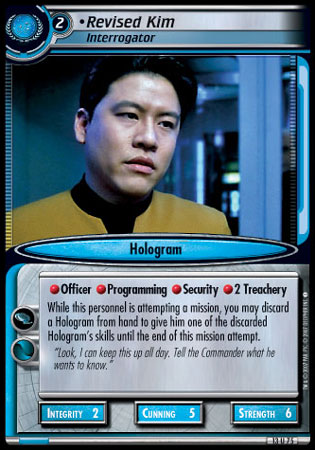 2
•Revised Kim
Interrogator
Hologram
Officer Programming Security 2 Treachery
While this personnel is attempting a mission, you may discard
a Hologram from hand to give him one of the discarded
Hologram's skills until the end of this mission attempt.
"Look, I can keep this up all day. Tell the Commander what he
wants to know."
INTEGRITY 2 CUNNING 5 STRENGTH 6
13 U 75